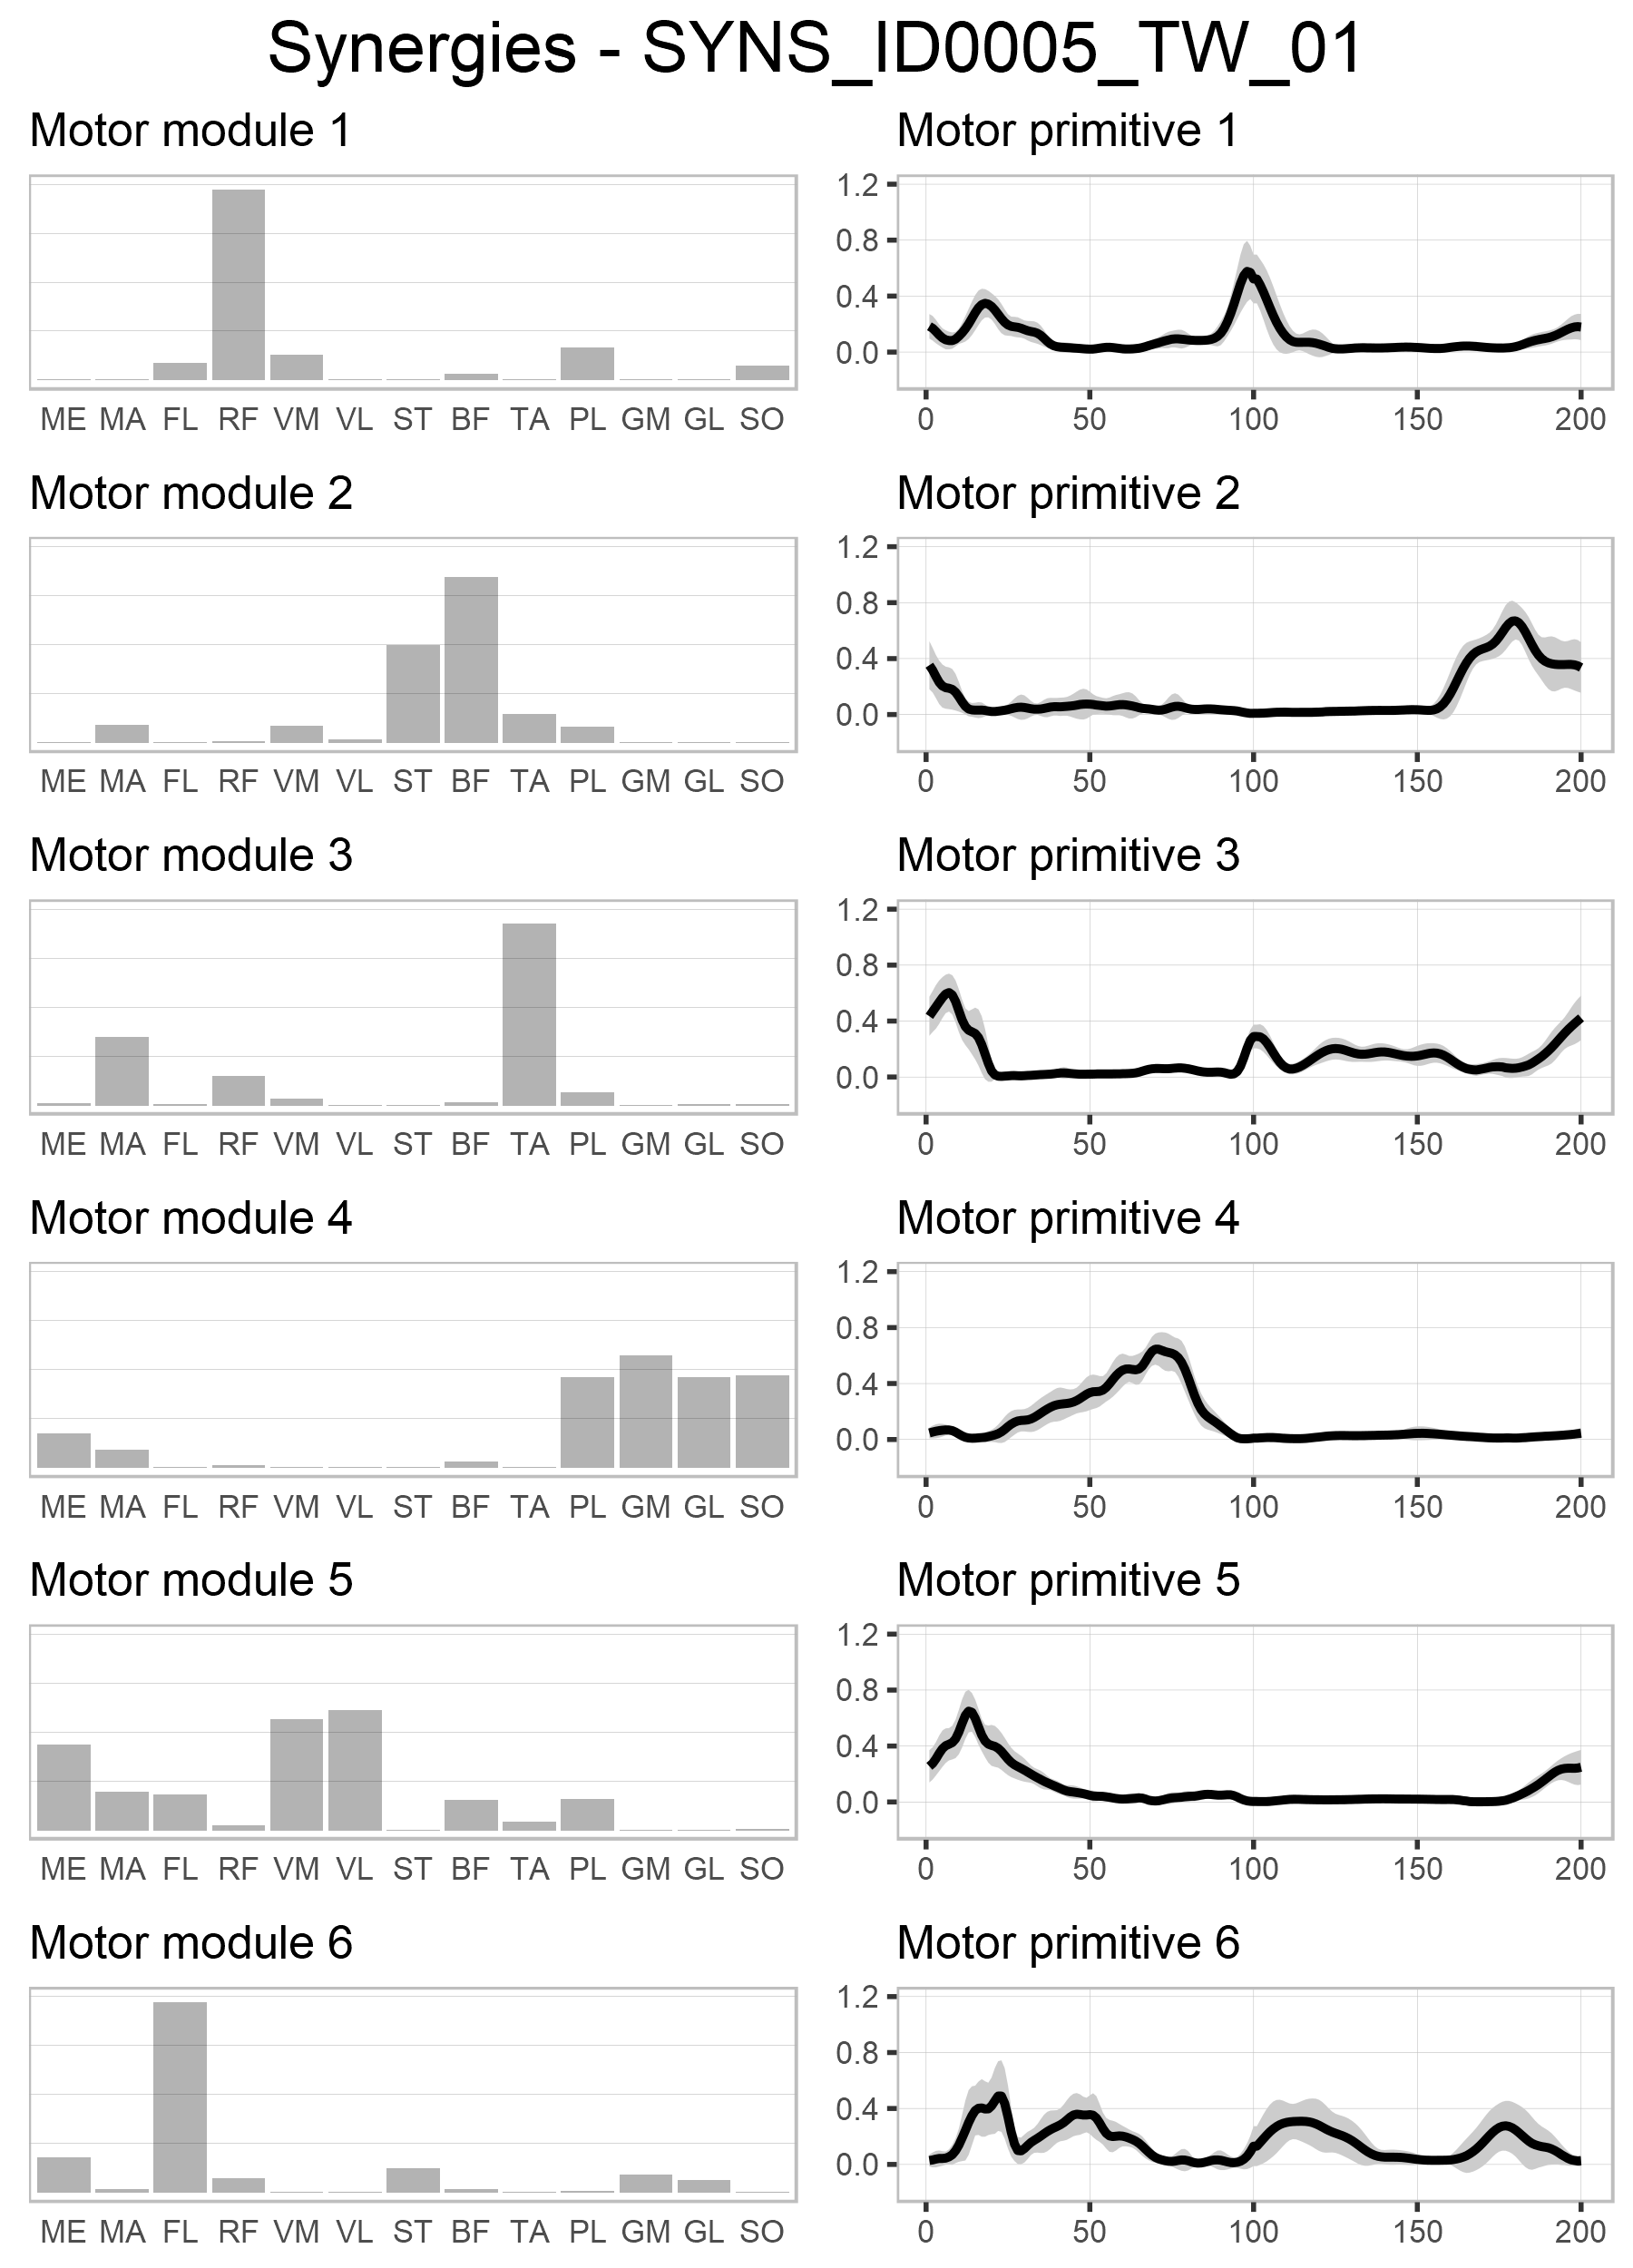 Synergies - SYNS_ID0005_TW_01
Motor module 1
Motor primitive 1
1.2
0.8
0.4
0.0
ME MA FL RF VM VL ST BF TA PL GM GL SO
0 50 100 150 200
Motor module 2
Motor primitive 2
1.2
0.8
0.4
0.0
ME MA FL RF VM VL ST BF TA PL GM GL SO
0 50 100 150 200
Motor module 3
Motor primitive 3
1.2
0.8
0.4
0.0
ME MA FL RF VM VL ST BF TA PL GM GL SO
0 50 100 150 200
Motor module 4
Motor primitive 4
1.2
0.8
0.4
0.0
ME MA FL RF VM VL ST BF TA PL GM GL SO
0 50 100 150 200
Motor module 5
Motor primitive 5
1.2
0.8
0.4
0.0
ME MA FL RF VM VL ST BF TA PL GM GL SO
0 50 100 150 200
Motor module 6
Motor primitive 6
1.2
0.8
0.4
0.0
ME MA FL RF VM VL ST BF TA PL GM GL SO
0 50 100 150 200